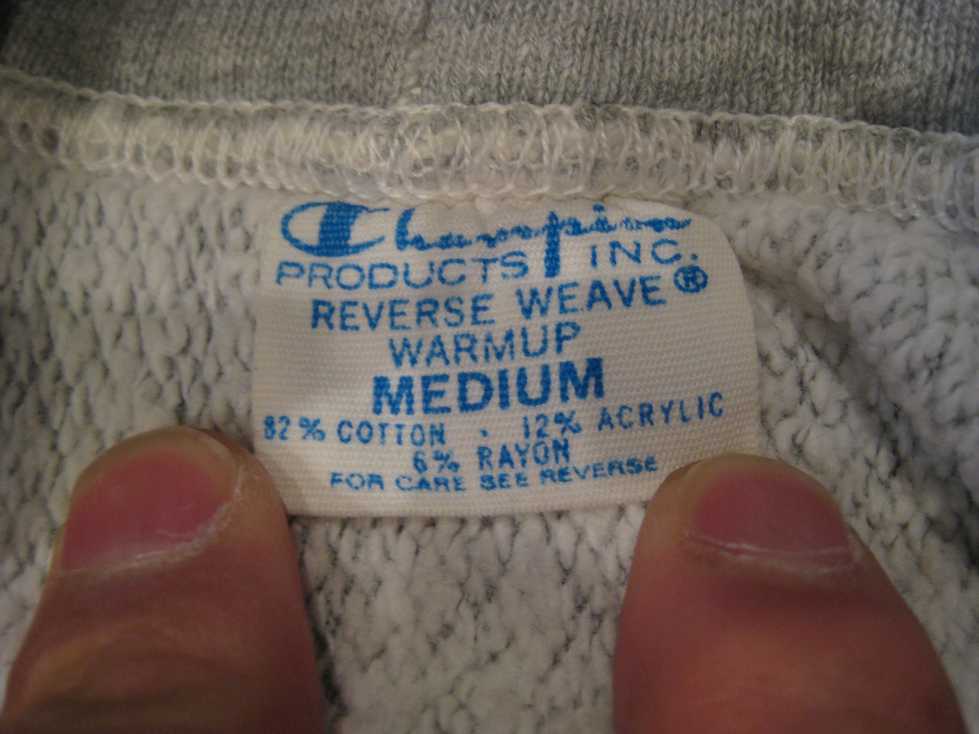 Champion
PRODUCTS INC.
REVERSE WEAVE®
WARMUP
MEDIUM
82% COTTON · 12% ACRYLIC
6% RAYON
FOR CARE SEE REVERSE